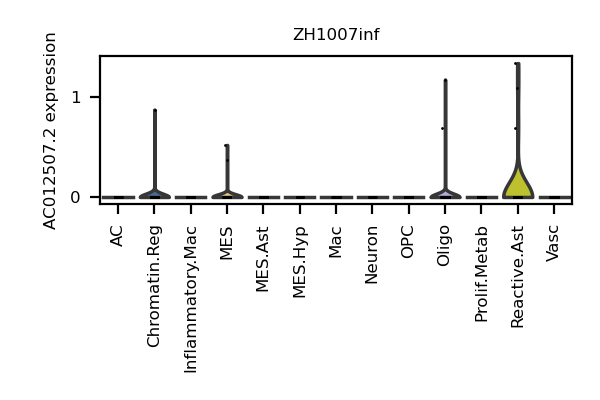 ZH1007inf
AC012507.2 expression
1
0
AC
Chromatin.Reg
Inflammatory.Mac
MES
MES.Ast
MES.Hyp
Mac
Neuron
OPC
Oligo
Prolif.Metab
Reactive.Ast
Vasc